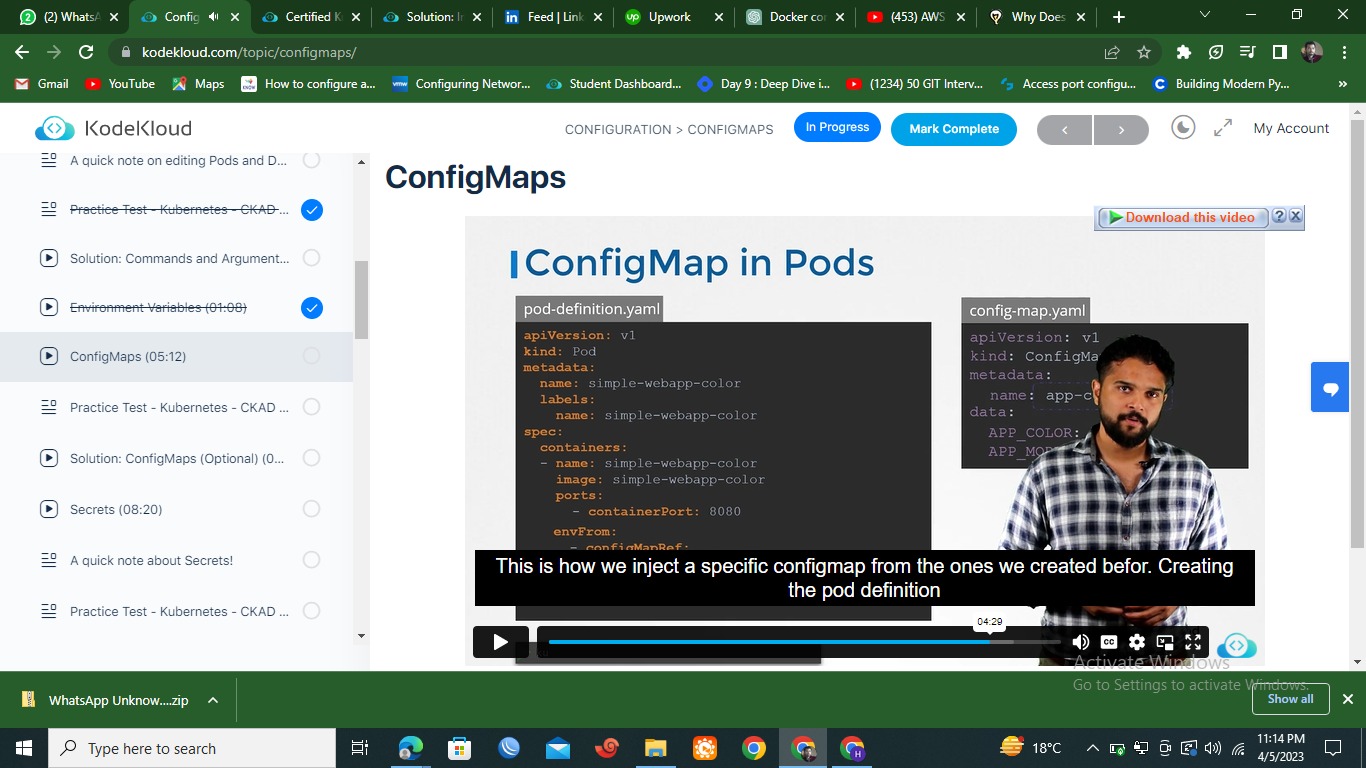 (2) WhatsA
Config
Certified K
Solution: I
Feed | Link
Upwork
Docker co
(453) AWS
Why Does
kodekloud.com/topic/configmaps/
Gmail
YouTube
Maps
How to configure a...
Configuring Networ...
Student Dashboard...
Day 9 : Deep Dive i...
(1234) 50 GIT Interv...
Access port configu...
Building Modern Py...
»
KodeKloud
CONFIGURATION > CONFIGMAPS
In Progress
Mark Complete
My Account
A quick note on editing Pods and D...
Practice Test - Kubernetes - CKAD ...
Solution: Commands and Argument...
Environment Variables (01:08)
ConfigMaps (05:12)
Practice Test - Kubernetes - CKAD ...
Solution: ConfigMaps (Optional) (0...
Secrets (08:20)
A quick note about Secrets!
Practice Test - Kubernetes - CKAD ...
ConfigMaps
Download this video
?
ConfigMap in Pods
pod-definition.yaml
apiVersion: v1
kind: Pod
metadata:
name: simple-webapp-color
labels:
name: simple-webapp-color
spec:
containers:
- name: simple-webapp-color
image: simple-webapp-color
ports:
- containerPort: 8080
envFrom:
- configMapRef:
config-map.yaml
apiVersion: v1
kind: ConfigMa
metadata:
name: app-c
data:
APP_COLOR:
APP_MO
This is how we inject a specific configmap from the ones we created befor. Creating
the pod definition
04:29
CC
Activate Windows
Go to Settings to activate Windows.
WhatsApp Unknow....zip
Show all
Type here to search
18°C
11:14 PM
4/5/2023